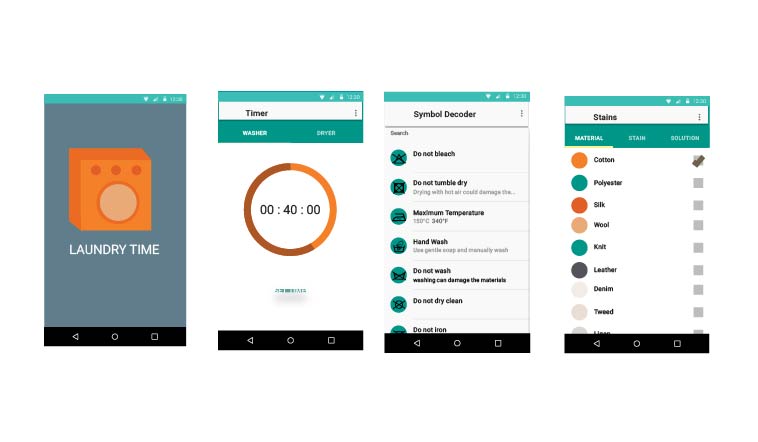 12:30
LAUNDRY TIME
12:30
Timer
WASHER
DRYER
00 : 40 : 00
12:30
Symbol Decoder
Search
Do not bleach
Do not tumble dry
Drying with hot air could damage the...
Maximum Temperature
150°C 340°F
Hand Wash
Use gentle soap and manually wash
Do not wash
washing can damage the materials
Do not dry clean
Do not iron
12:30
Stains
MATERIAL
STAIN
SOLUTION
Cotton
Polyester
Silk
Wool
Knit
Leather
Denim
Tweed